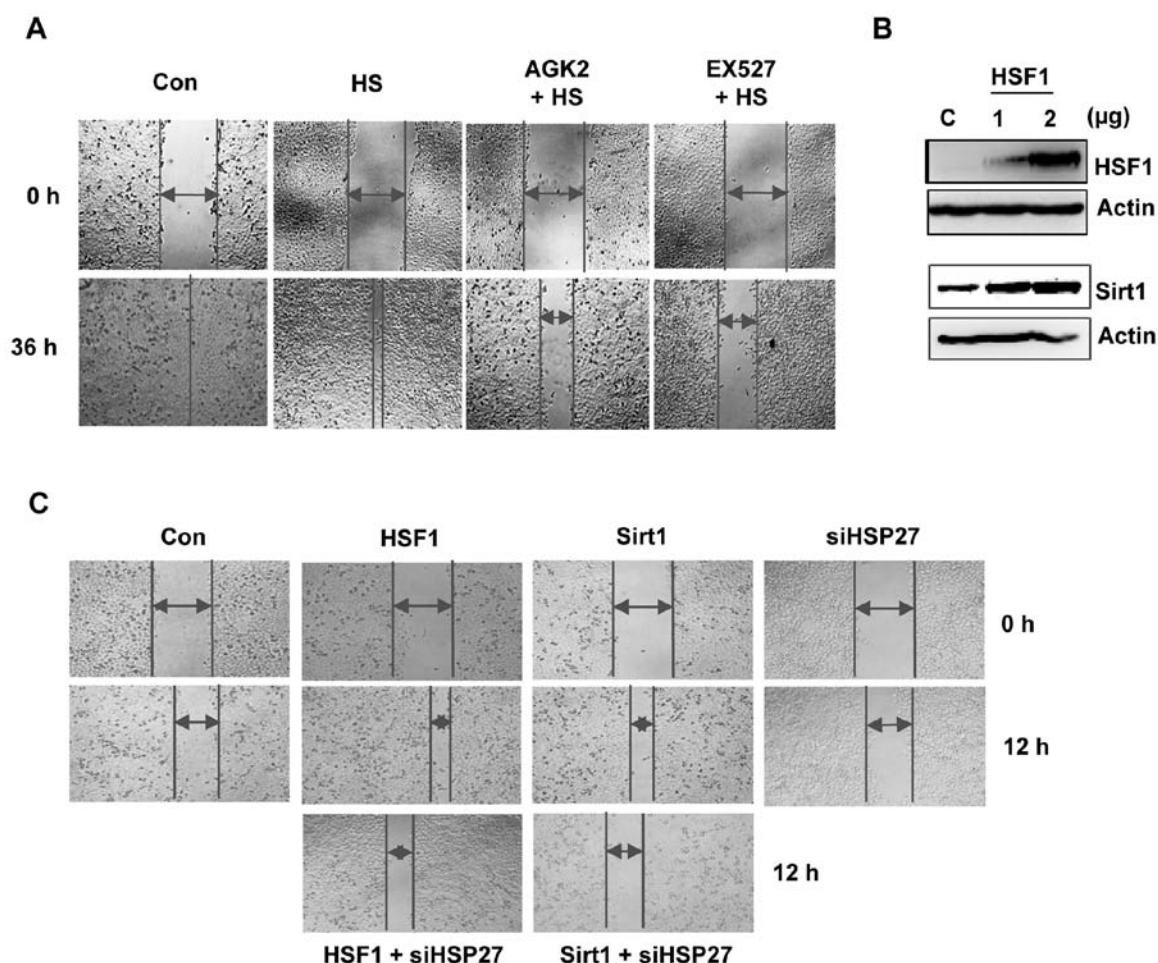 A
Con
HS
AGK2
+ HS
EX527
+ HS
0 h
36 h
B
HSF1
C 1 2 (µg)
HSF1
Actin
Sirt1
Actin
C
Con
HSF1
Sirt1
siHSP27
0 h
12 h
12 h
HSF1 + siHSP27
Sirt1 + siHSP27